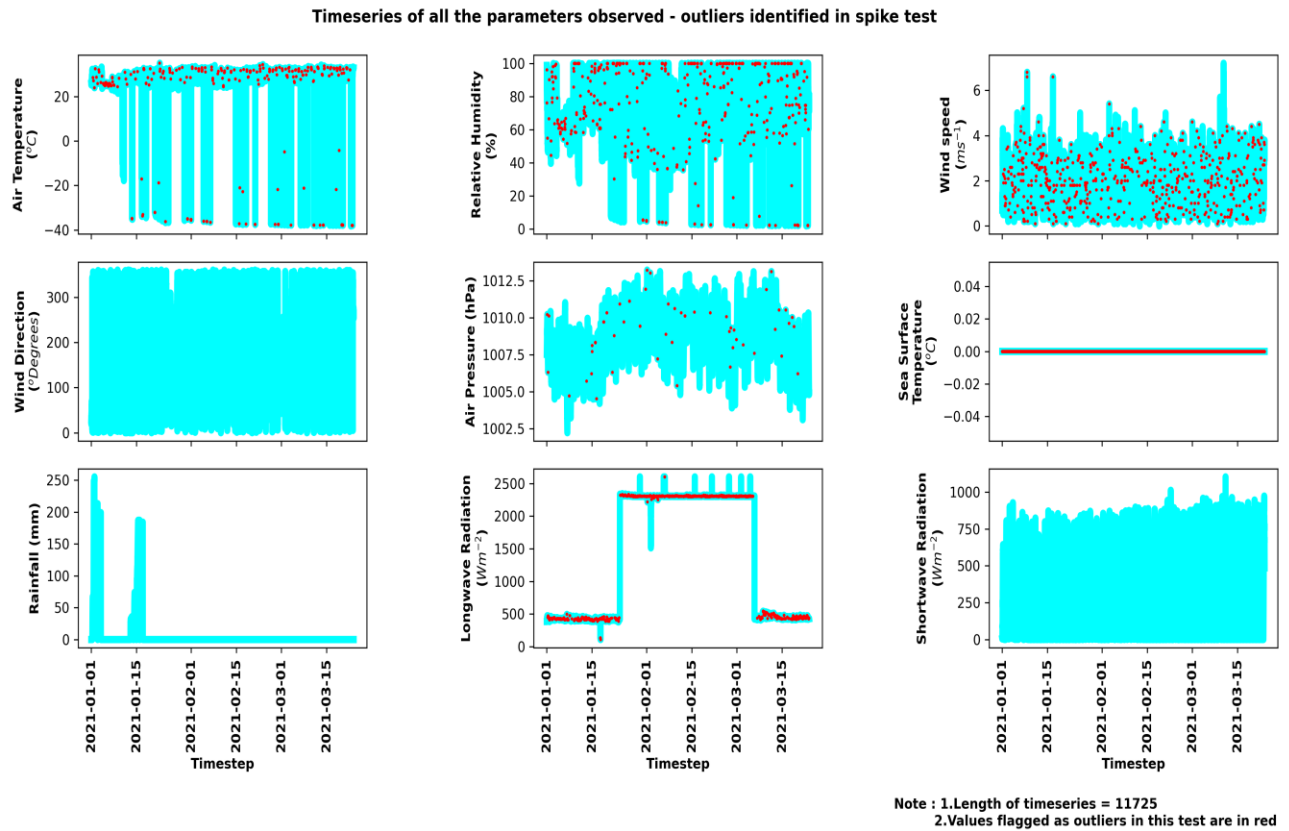 Timeseries of all the parameters observed - outliers identified in spike test
Air Temperature
(°C)
20
0
−20
−40
Relative Humidity
(%)
100
80
60
40
20
0
Wind speed
(ms⁻¹)
6
4
2
0
Wind Direction
(°Degrees)
300
200
100
0
Air Pressure (hPa)
1012.5
1010.0
1007.5
1005.0
1002.5
Sea Surface
Temperature
(°C)
0.04
0.02
0.00
−0.02
−0.04
Rainfall (mm)
250
200
150
100
50
0
2021-01-01
2021-01-15
2021-02-01
2021-02-15
2021-03-01
2021-03-15
Timestep
Longwave Radiation
(Wm⁻²)
2500
2000
1500
1000
500
0
2021-01-01
2021-01-15
2021-02-01
2021-02-15
2021-03-01
2021-03-15
Timestep
Shortwave Radiation
(Wm⁻²)
1000
750
500
250
0
2021-01-01
2021-01-15
2021-02-01
2021-02-15
2021-03-01
2021-03-15
Timestep
Note : 1.Length of timeseries = 11725
2.Values flagged as outliers in this test are in red